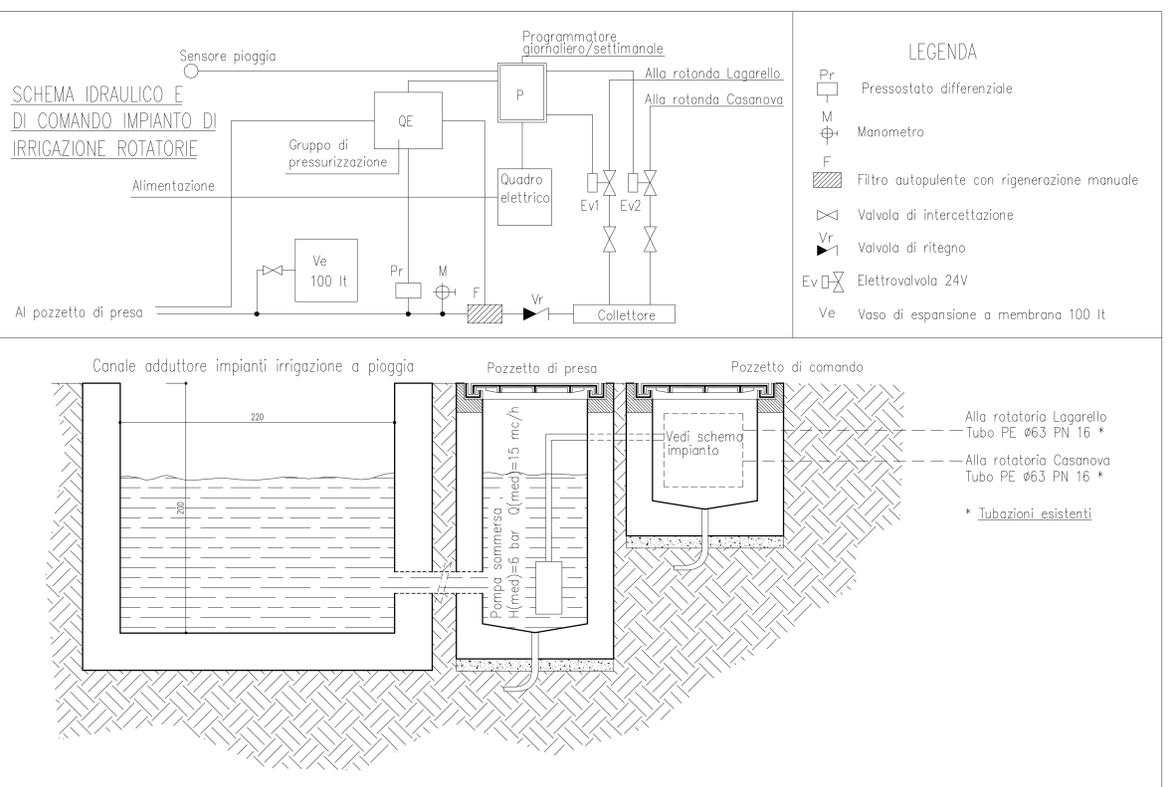 Programmatore
giornaliero/settimanale
Sensore pioggia
Alla rotonda Lagarello
SCHEMA IDRAULICO E
DI COMANDO IMPIANTO DI
IRRIGAZIONE ROTATORIE
P
Alla rotonda Casanova
QE
Gruppo di
pressurizzazione
Alimentazione
Quadro
elettrico
Ev1
Ev2
Ve
100 lt
Pr
M
F
Vr
Al pozzetto di presa
Collettore
LEGENDA
Pr
Pressostato differenziale
M
Manometro
F
Filtro autopulente con rigenerazione manuale
Valvola di intercettazione
Vr
Valvola di ritegno
Ev
Elettrovalvola 24V
Ve
Vaso di espansione a membrana 100 lt
Canale adduttore impianti irrigazione a pioggia
Pozzetto di presa
Pozzetto di comando
220
200
Pompa sommersa,
H(med)=6 bar Q(med)=15 mc/h
Vedi schema
impianto
Alla rotatoria Lagarello
Tubo PE ø63 PN 16 *
Alla rotatoria Casanova
Tubo PE ø63 PN 16 *
* Tubazioni esistenti